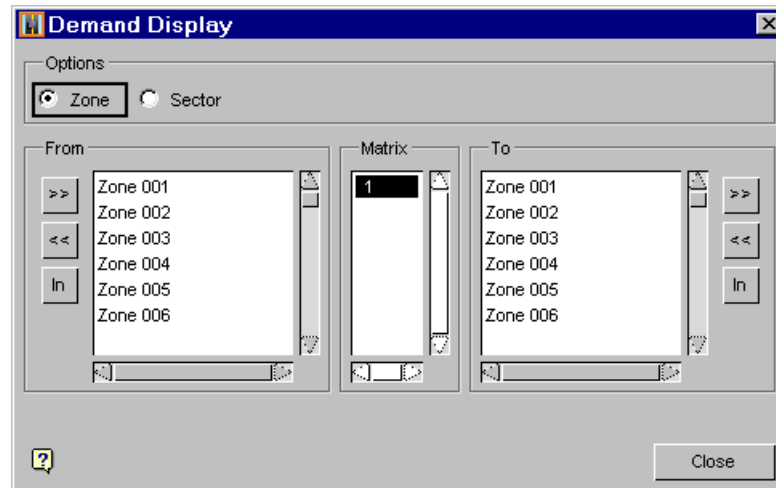 Demand Display
Options
Zone
Sector
From
>>
<<
In
Zone 001
Zone 002
Zone 003
Zone 004
Zone 005
Zone 006
Matrix
1
To
Zone 001
Zone 002
Zone 003
Zone 004
Zone 005
Zone 006
>>
<<
In
?
Close